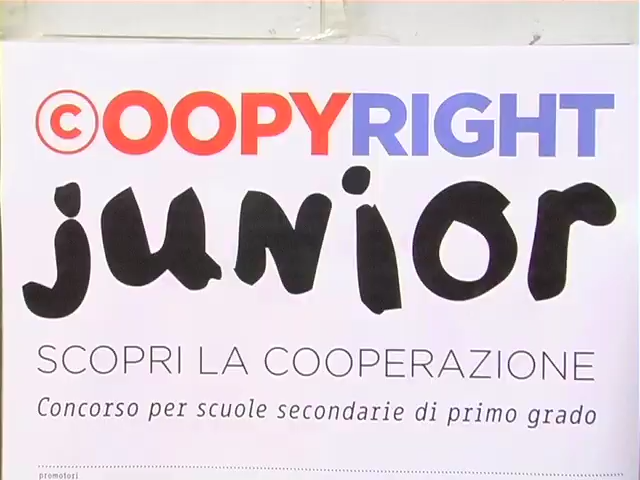 ©OOPYRIGHT
junior
SCOPRI LA COOPERAZIONE
Concorso per scuole secondarie di primo grado
promotori